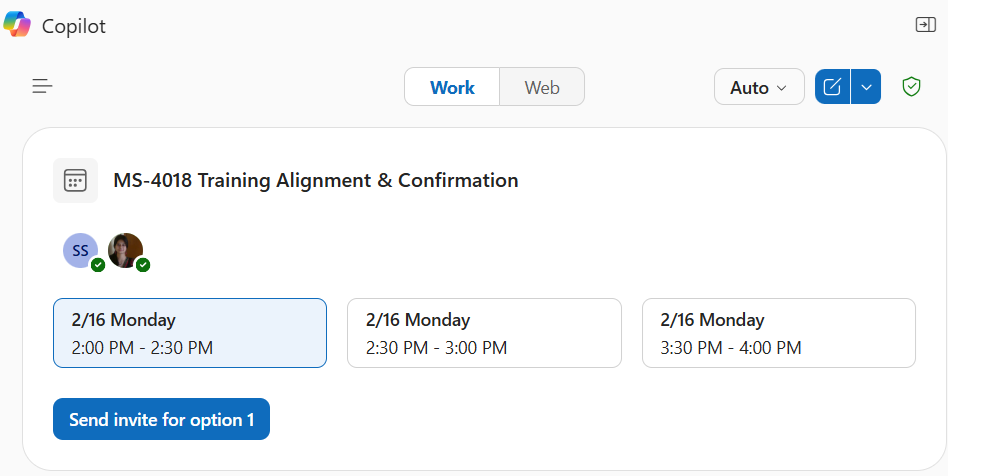 Copilot
Work
Web
Auto
MS-4018 Training Alignment & Confirmation
SS
2/16 Monday
2:00 PM - 2:30 PM
2/16 Monday
2:30 PM - 3:00 PM
2/16 Monday
3:30 PM - 4:00 PM
Send invite for option 1